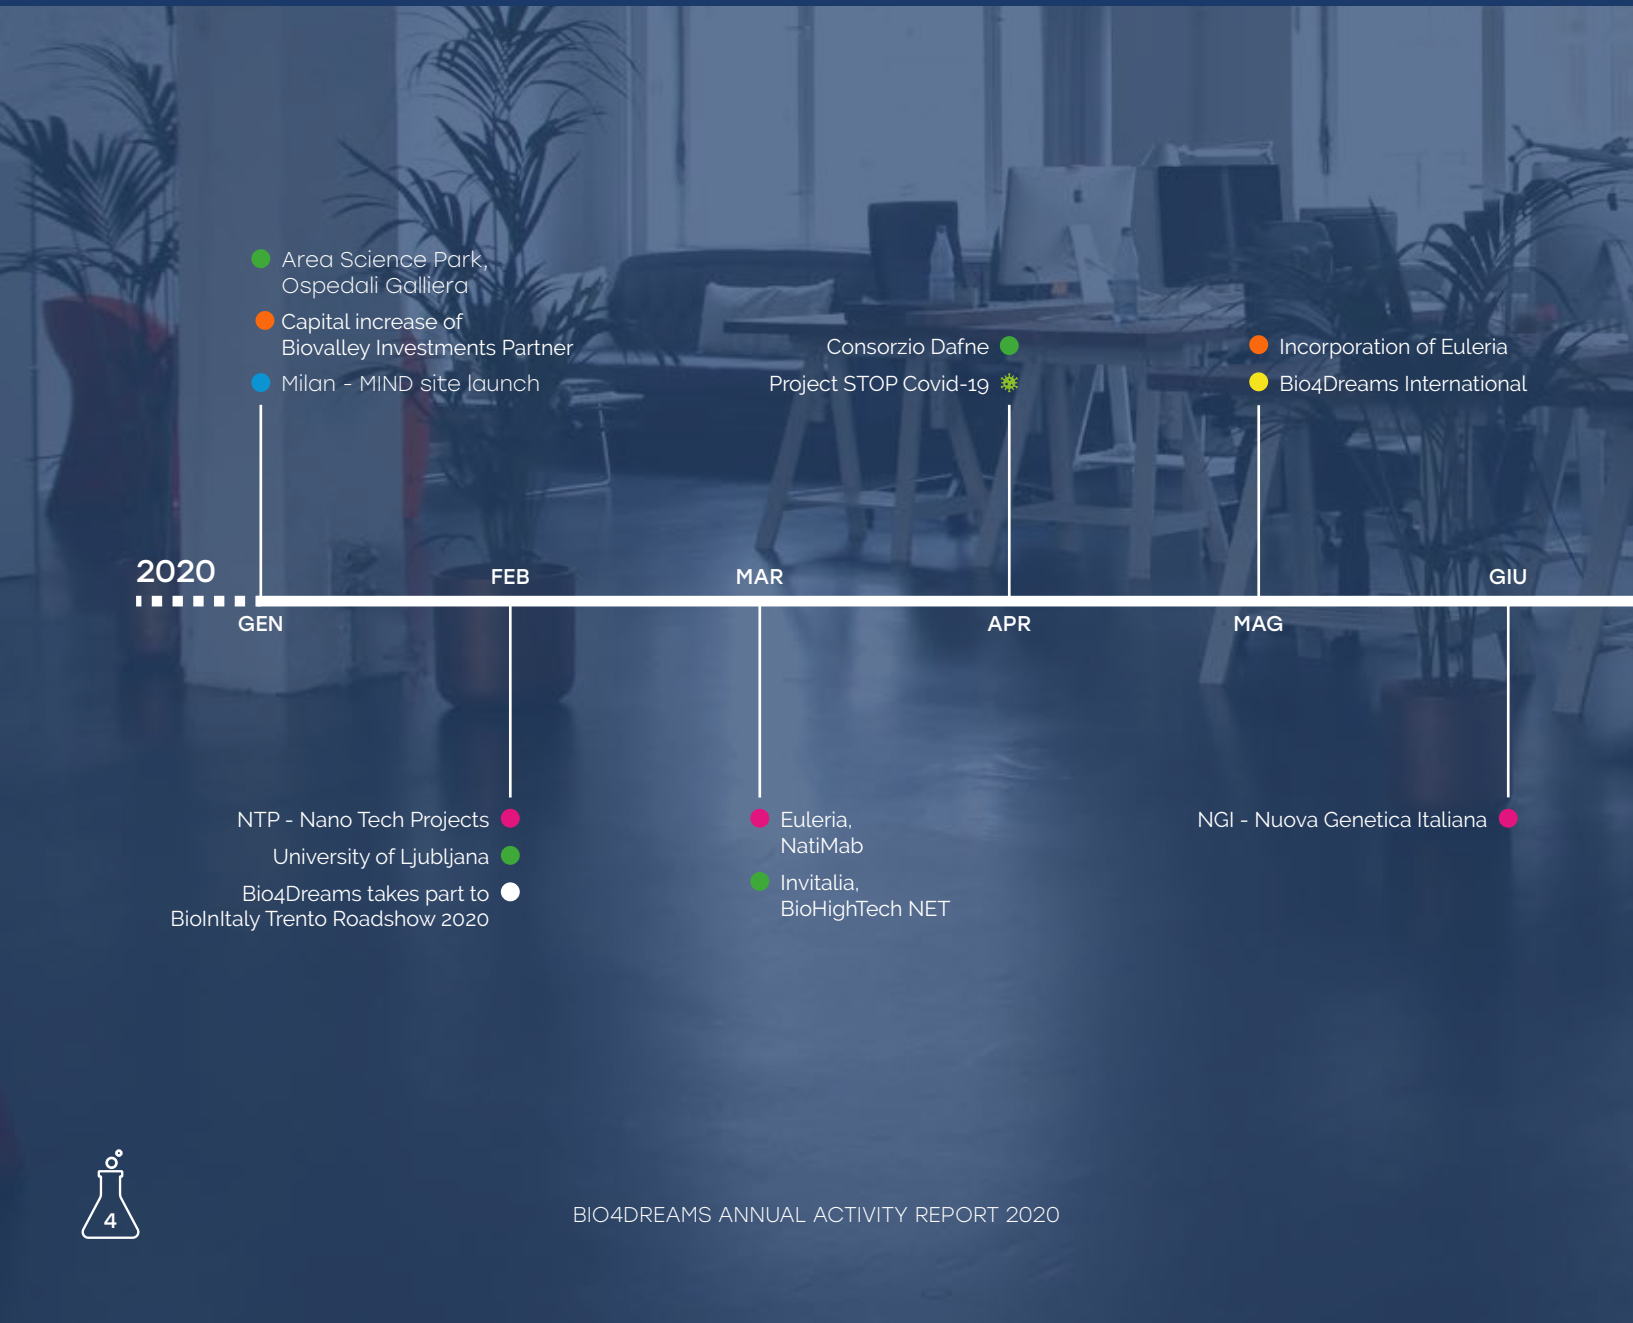 Area Science Park,
Ospedali Galliera
Capital increase of
Biovalley Investments Partner
Milan - MIND site launch
Consorzio Dafne
Project STOP Covid-19
Incorporation of Euleria
Bio4Dreams International
2020
GEN
FEB
MAR
APR
MAG
GIU
NTP - Nano Tech Projects
University of Ljubljana
Bio4Dreams takes part to
BioInItaly Trento Roadshow 2020
Euleria,
NatiMab
Invitalia,
BioHighTech NET
NGI - Nuova Genetica Italiana
4
BIO4DREAMS ANNUAL ACTIVITY REPORT 2020